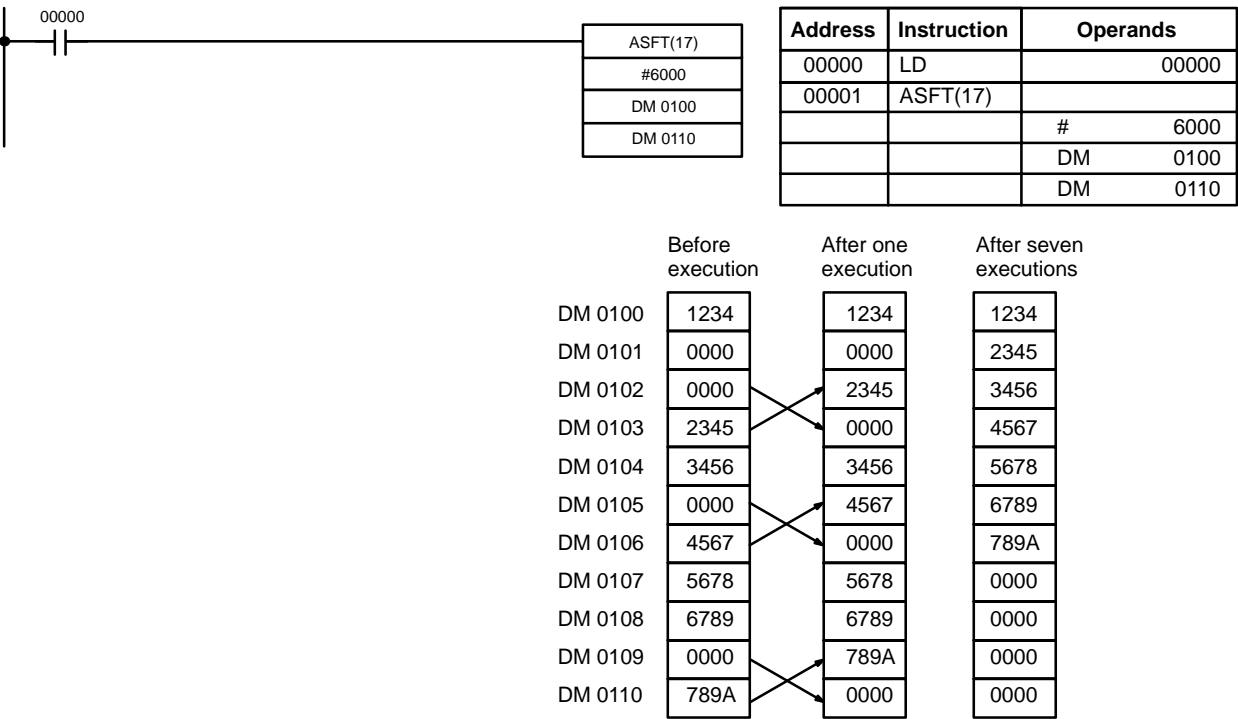 00000
ASFT(17)
#6000
DM 0100
DM 0110
Address Instruction Operands
00000 LD 00000
00001 ASFT(17)
# 6000
DM 0100
DM 0110
Before execution After one execution After seven executions
DM 0100 1234 1234 1234
DM 0101 0000 0000 2345
DM 0102 0000 2345 3456
DM 0103 2345 0000 4567
DM 0104 3456 3456 5678
DM 0105 0000 4567 6789
DM 0106 4567 0000 789A
DM 0107 5678 5678 0000
DM 0108 6789 6789 0000
DM 0109 0000 789A 0000
DM 0110 789A 0000 0000